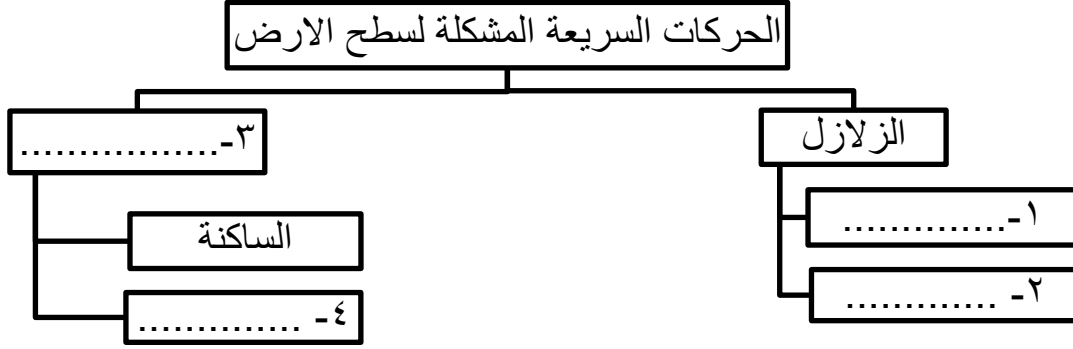 الحركات السريعة المشكلة لسطح الارض
الزلازل
١-..............
٢- .............
٣-.................
الساكنة
٤- ..............